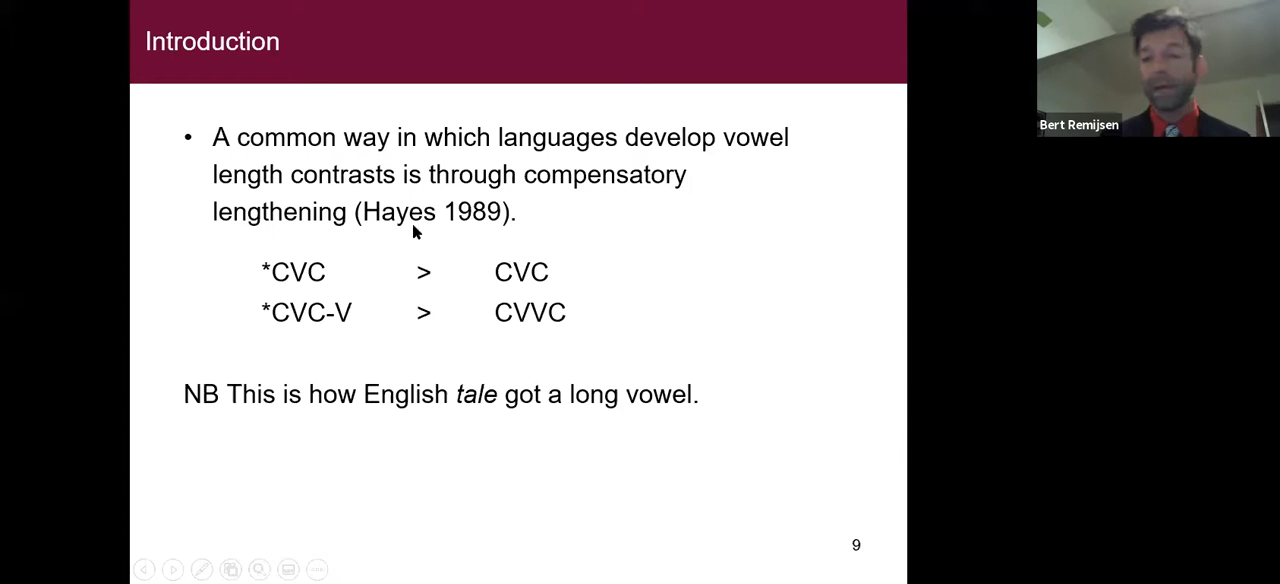 Introduction
• A common way in which languages develop vowel
length contrasts is through compensatory
lengthening (Hayes 1989).
*CVC > CVC
*CVC-V > CVVC
NB This is how English tale got a long vowel.
9
Bert Remijsen